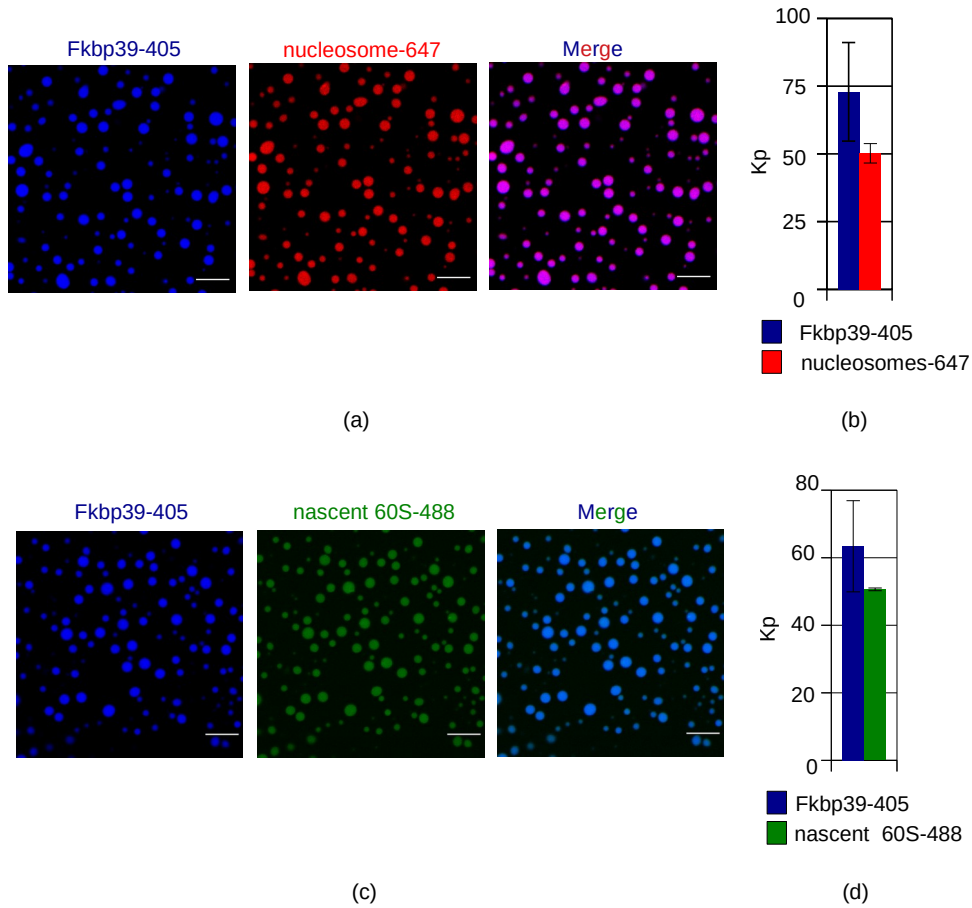 Fkbp39-405 nucleosome-647 Merge
100
75
50
25
0
Kp
Fkbp39-405
nucleosomes-647
(a) (b)
Fkbp39-405 nascent 60S-488 Merge
80
60
40
20
0
Kp
Fkbp39-405
nascent 60S-488
(c) (d)